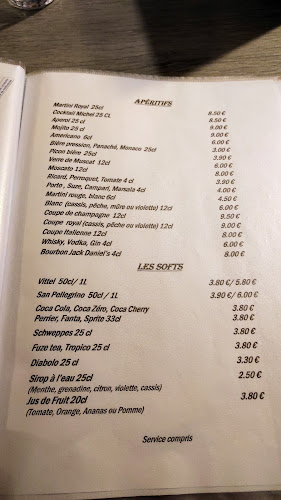 APÉRITIFS
Martini Royal 25cl 8.50 €
Cocktail Michel 25 CL 8.50 €
Aperol 25 cl 9.00 €
Mojito 25 cl 9.00 €
Americano 6cl 6.00 €
Bière pression, Panaché, Monaco 25cl 3.00 €
Picon bière 25cl 3.90 €
Verre de Muscat 12cl 6.00 €
Moscato 12cl 8.00 €
Ricard, Perroquet, Tomate 4 cl 3.90 €
Porto , Suze, Campari, Marsala 4cl 4.00 €
Martini rouge, blanc 6cl 4.50 €
Blanc (cassis, pêche, mûre ou violette) 12cl 6.00 €
Coupe de champagne 12cl 9.50 €
Coupe royal (cassis, pêche, mûre ou violette) 12cl 9.00 €
Coupe Italienne 12cl 8.00 €
Whisky, Vodka, Gin 4cl 6.00 €
Bourbon Jack Daniel's 4cl 8.00 €
LES SOFTS
Vittel 50cl/ 1L 3.80 €/ 5.80 €
San Pellegrino 50cl / 1L 3.90 €/ 6.00 €
Coca Cola, Coca Zéro, Coca Cherry 3.80 €
Perrier, Fanta, Sprite 33cl 3.80 €
Schweppes 25 cl 3.80 €
Fuze tea, Tropico 25 cl 3.80 €
Diabolo 25 cl 3.30 €
Sirop à l'eau 25cl 2.50 €
(Menthe, grenadine, citron, violette, cassis)
Jus de Fruit 20cl 3.80 €
(Tomate, Orange, Ananas ou Pomme)
Service compris